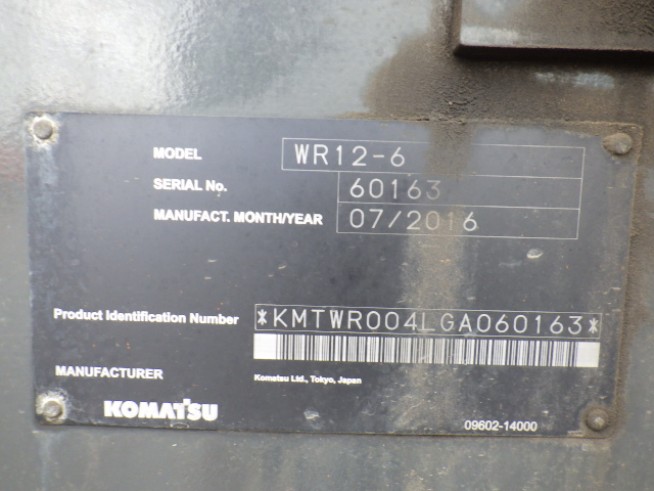 MODEL WR12-6
SERIAL No. 60163
MANUFACT. MONTH/YEAR 07/2016
Product Identification Number *KMTWR004LGA060163*
MANUFACTURER Komatsu Ltd., Tokyo, Japan
KOMATSU 09602-14000